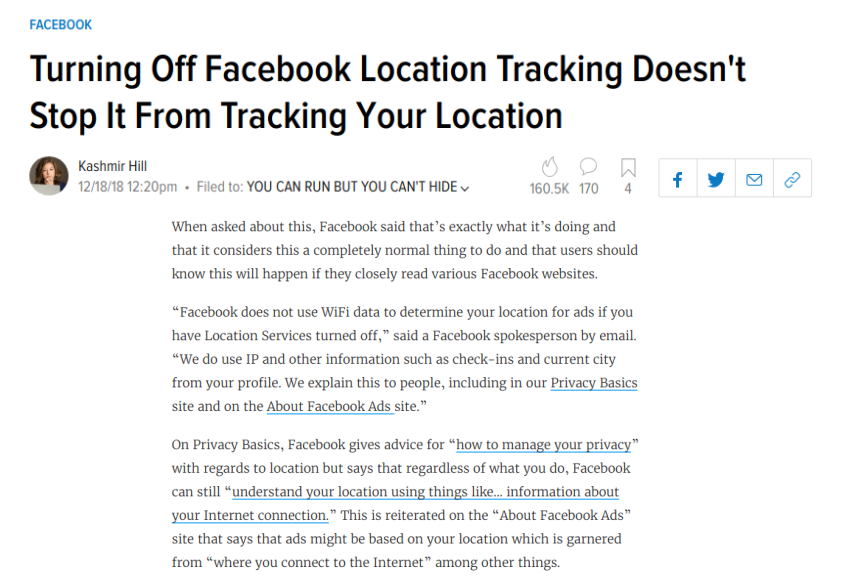 FACEBOOK
Turning Off Facebook Location Tracking Doesn't
Stop It From Tracking Your Location
Kashmir Hill
12/18/18 12:20pm • Filed to: YOU CAN RUN BUT YOU CAN'T HIDE
160.5K 170 4
When asked about this, Facebook said that’s exactly what it’s doing and
that it considers this a completely normal thing to do and that users should
know this will happen if they closely read various Facebook websites.
“Facebook does not use WiFi data to determine your location for ads if you
have Location Services turned off,” said a Facebook spokesperson by email.
“We do use IP and other information such as check-ins and current city
from your profile. We explain this to people, including in our Privacy Basics
site and on the About Facebook Ads site.”
On Privacy Basics, Facebook gives advice for “how to manage your privacy”
with regards to location but says that regardless of what you do, Facebook
can still “understand your location using things like… information about
your Internet connection.” This is reiterated on the “About Facebook Ads”
site that says that ads might be based on your location which is garnered
from “where you connect to the Internet” among other things.